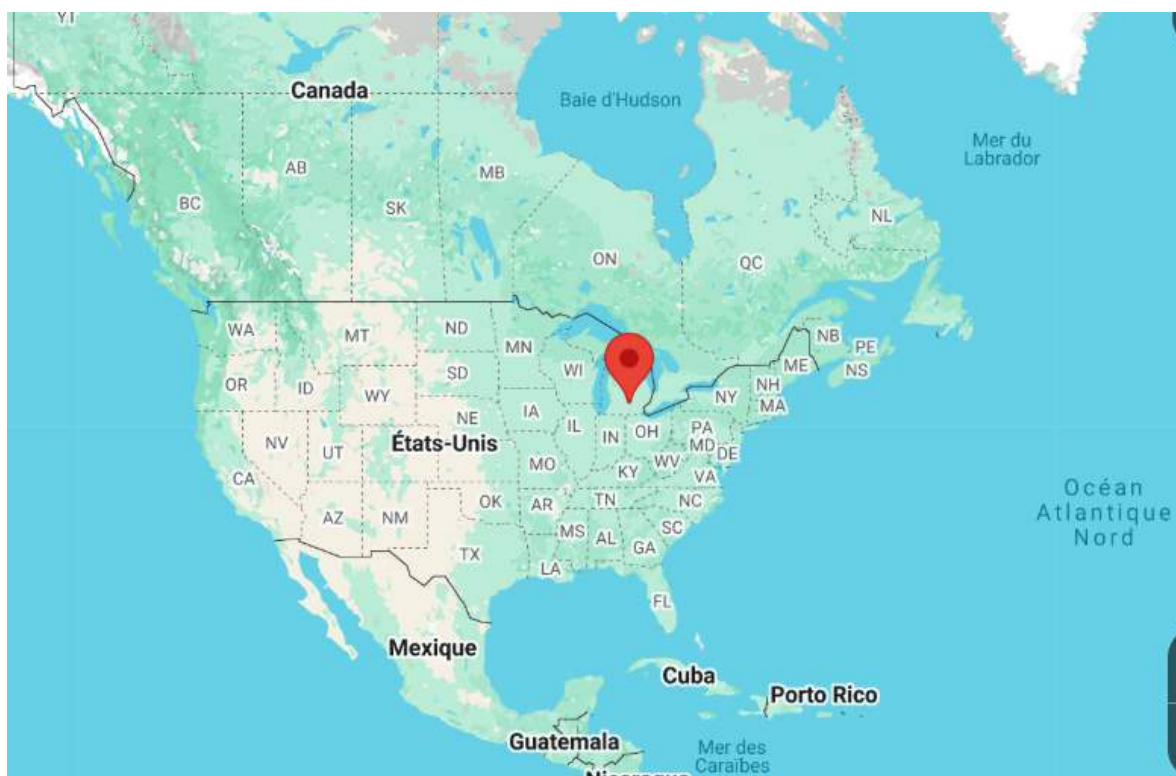 YT
Canada
Baie d'Hudson
Mer du
Labrador
AB
MB
BC
SK
NL
ON
QC
WA
MT
ND
MN
NB
PE
ME
NS
OR
ID
WY
SD
WI
NH
NY
MA
NE
IA
IL
IN
OH
PA
MD
DE
NV
UT
États-Unis
CA
MO
KY
WV
VA
AZ
NM
OK
AR
TN
NC
Océan
Atlantique
Nord
TX
MS
AL
GA
SC
LA
FL
Mexique
Cuba
Porto Rico
Guatemala
Mer des
Caraïbes
Nicaragua